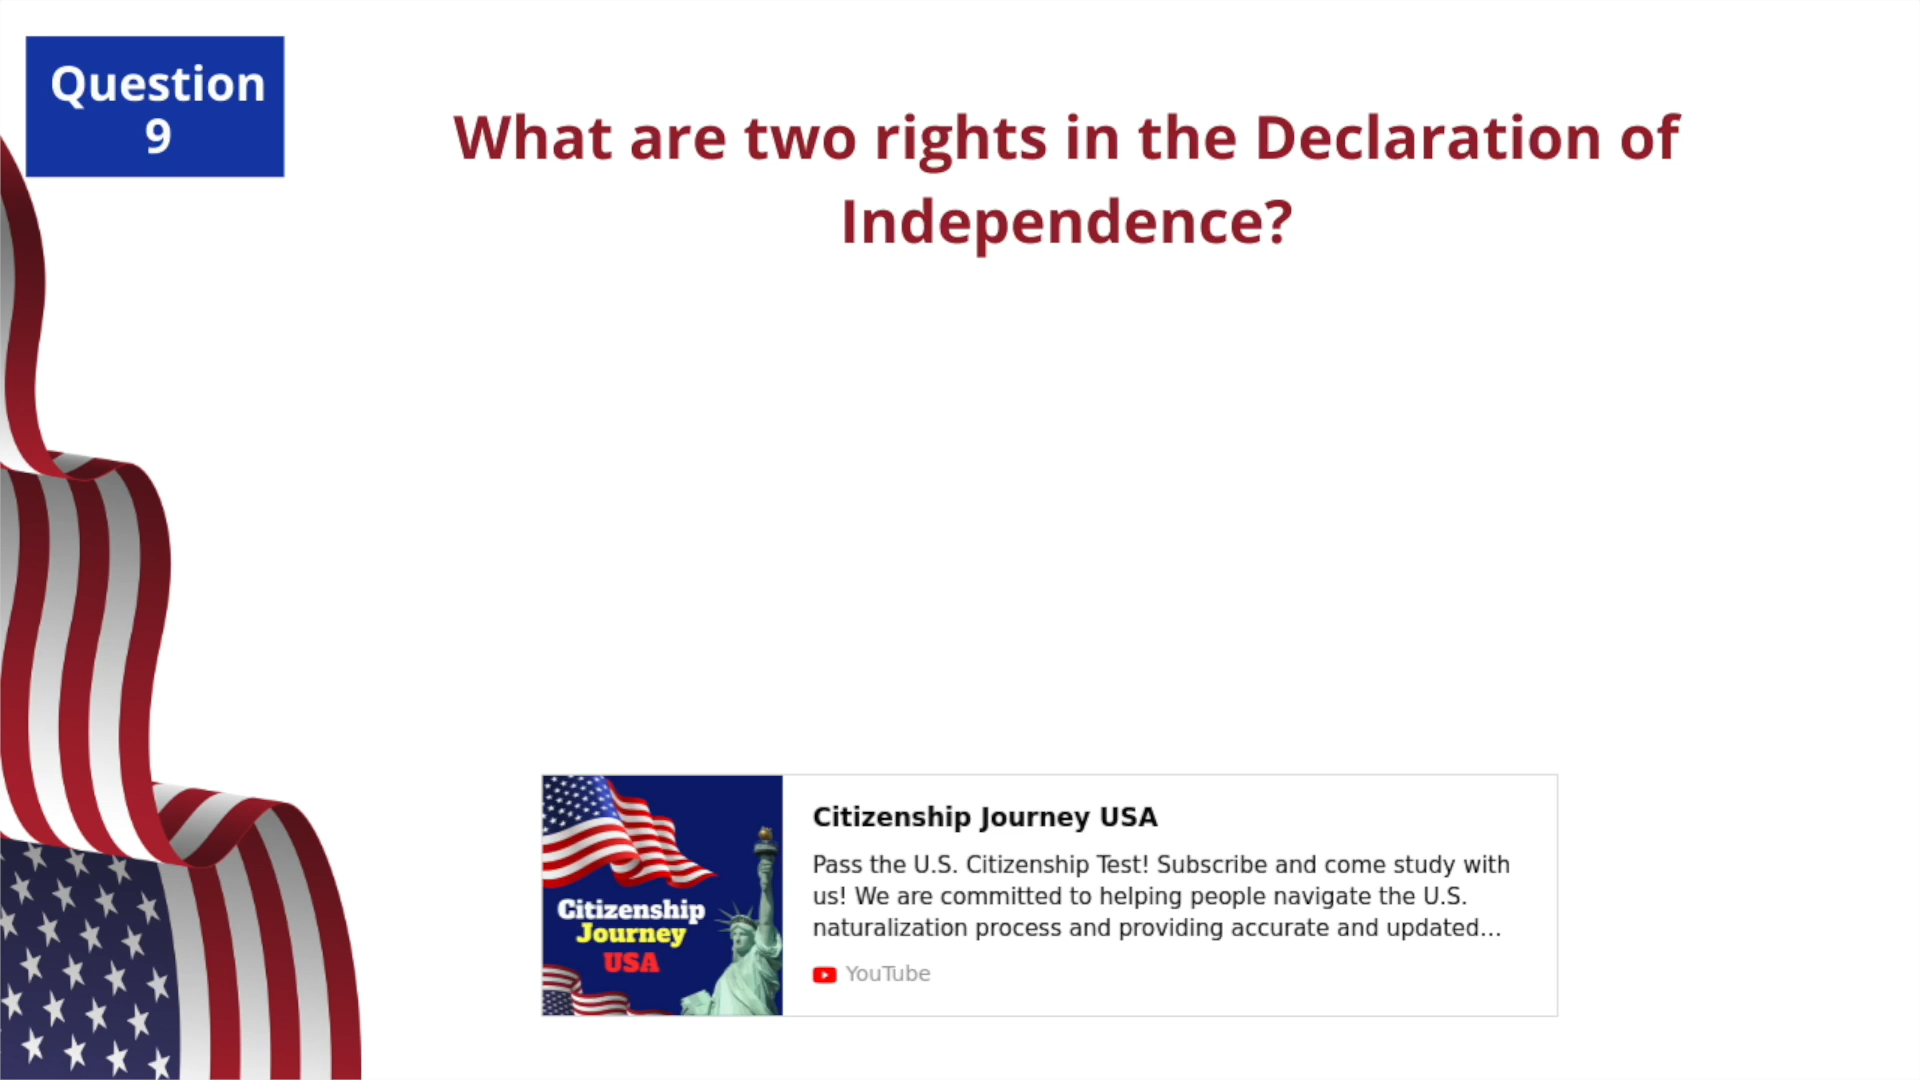 Question
9
What are two rights in the Declaration of
Independence?
Citizenship
Journey
USA
Citizenship Journey USA
Pass the U.S. Citizenship Test! Subscribe and come study with
us! We are committed to helping people navigate the U.S.
naturalization process and providing accurate and updated...
YouTube